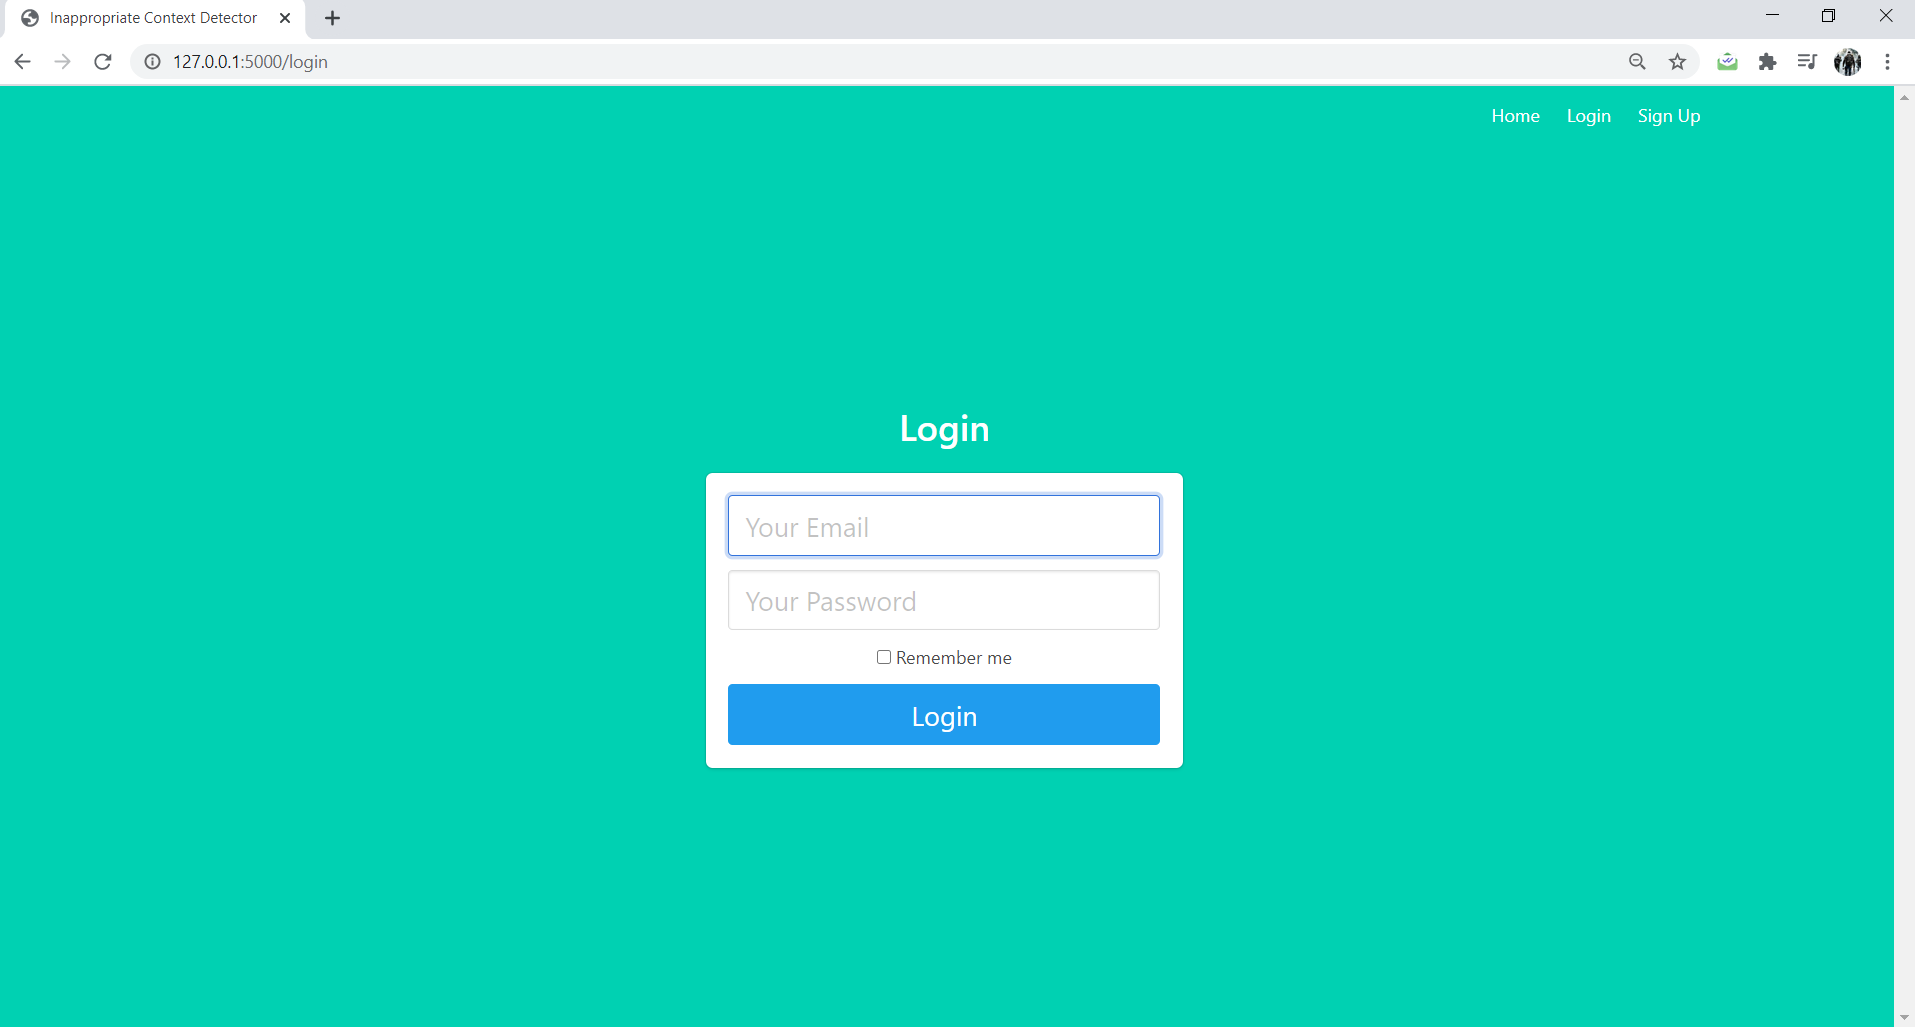 Inappropriate Context Detector
127.0.0.1:5000/login
Home Login Sign Up
Login
Your Email
Your Password
Remember me
Login